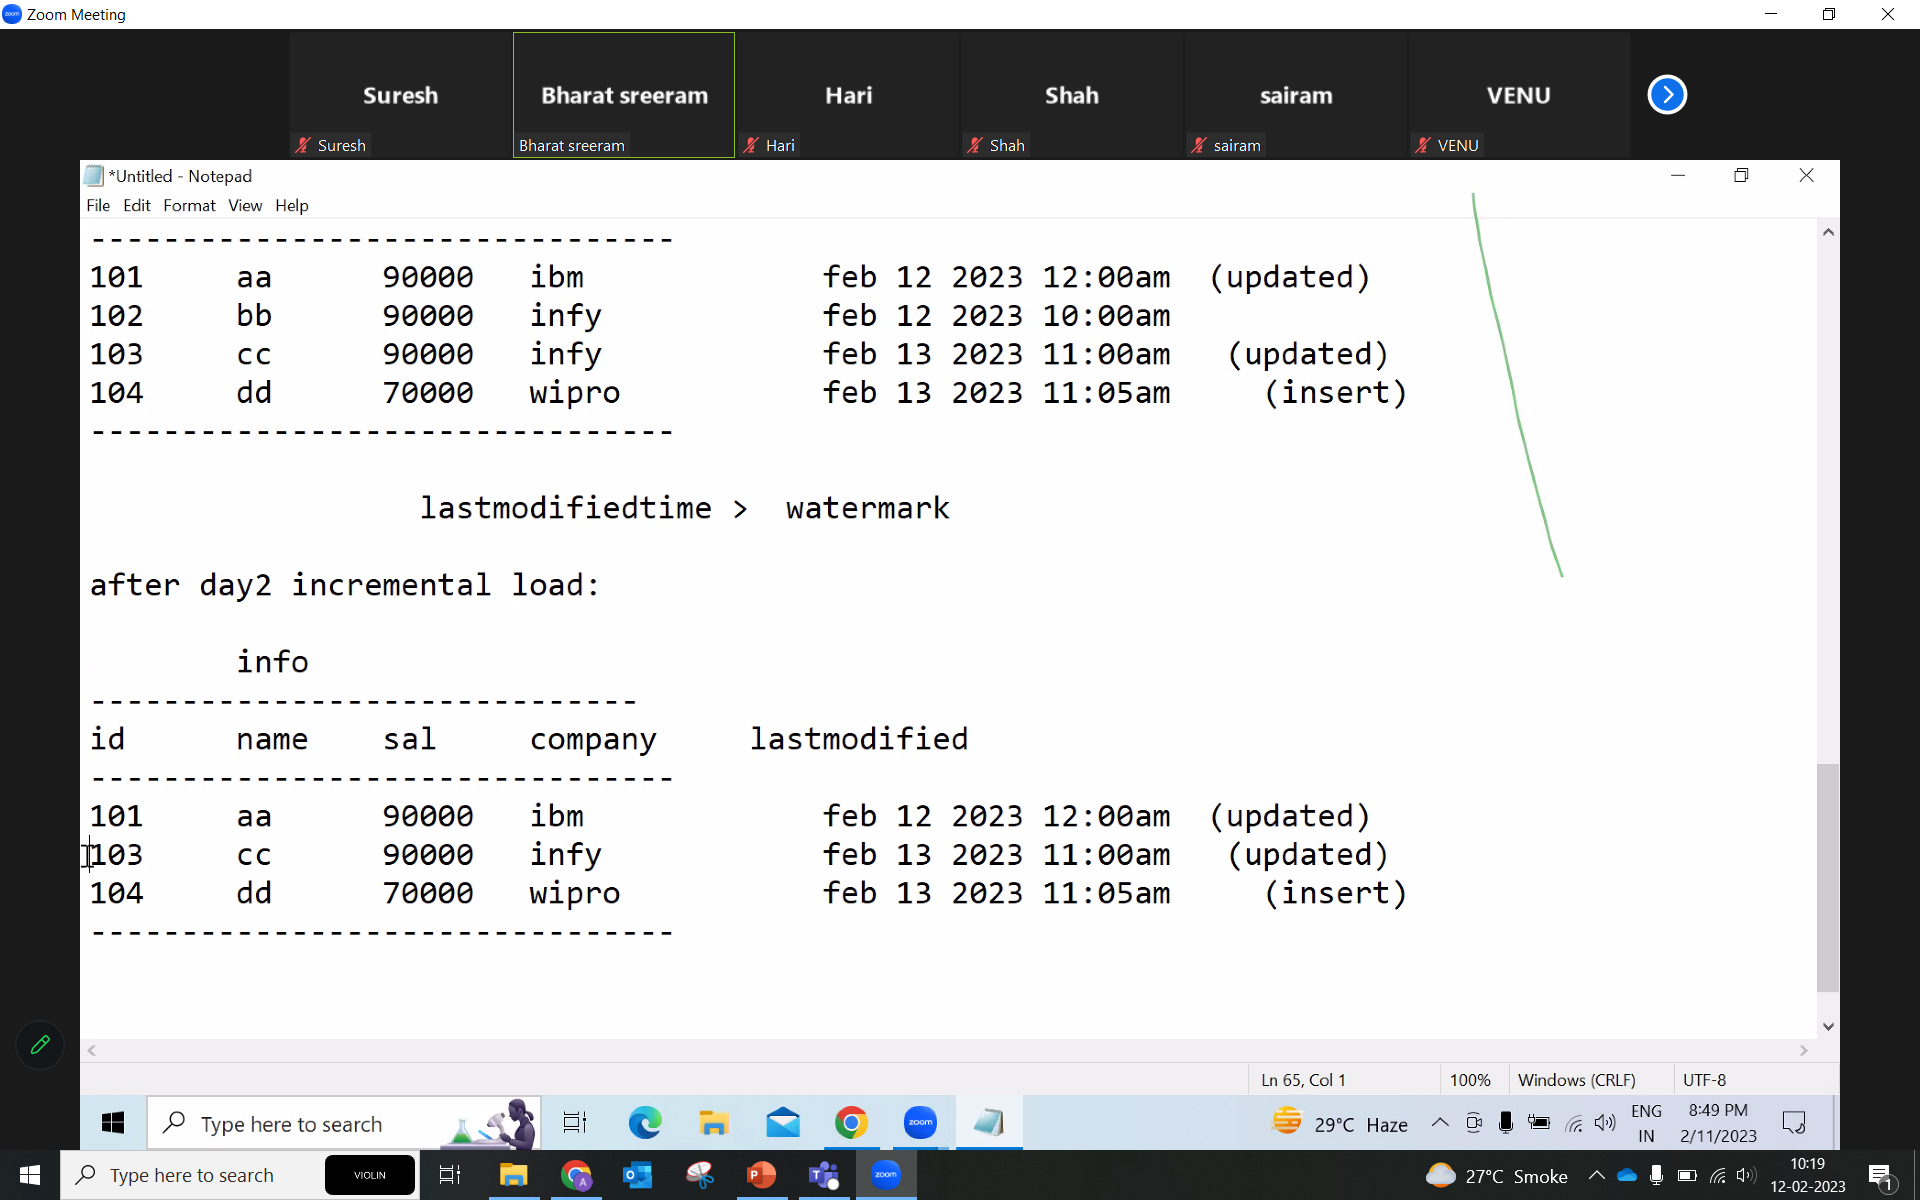 Zoom Meeting
Suresh Bharat sreeram Hari Shah sairam VENU
Suresh Bharat sreeram Hari Shah sairam VENU
*Untitled - Notepad
File Edit Format View Help
--------------------------------
101 aa 90000 ibm feb 12 2023 12:00am (updated)
102 bb 90000 infy feb 12 2023 10:00am
103 cc 90000 infy feb 13 2023 11:00am (updated)
104 dd 70000 wipro feb 13 2023 11:05am (insert)
--------------------------------
lastmodifiedtime > watermark
after day2 incremental load:
info
------------------------------
id name sal company lastmodified
--------------------------------
101 aa 90000 ibm feb 12 2023 12:00am (updated)
103 cc 90000 infy feb 13 2023 11:00am (updated)
104 dd 70000 wipro feb 13 2023 11:05am (insert)
--------------------------------
Ln 65, Col 1 100% Windows (CRLF) UTF-8
Type here to search zoom 29°C Haze ENG IN 8:49 PM 2/11/2023
Type here to search VIOLIN zoom 27°C Smoke 10:19 12-02-2023 1